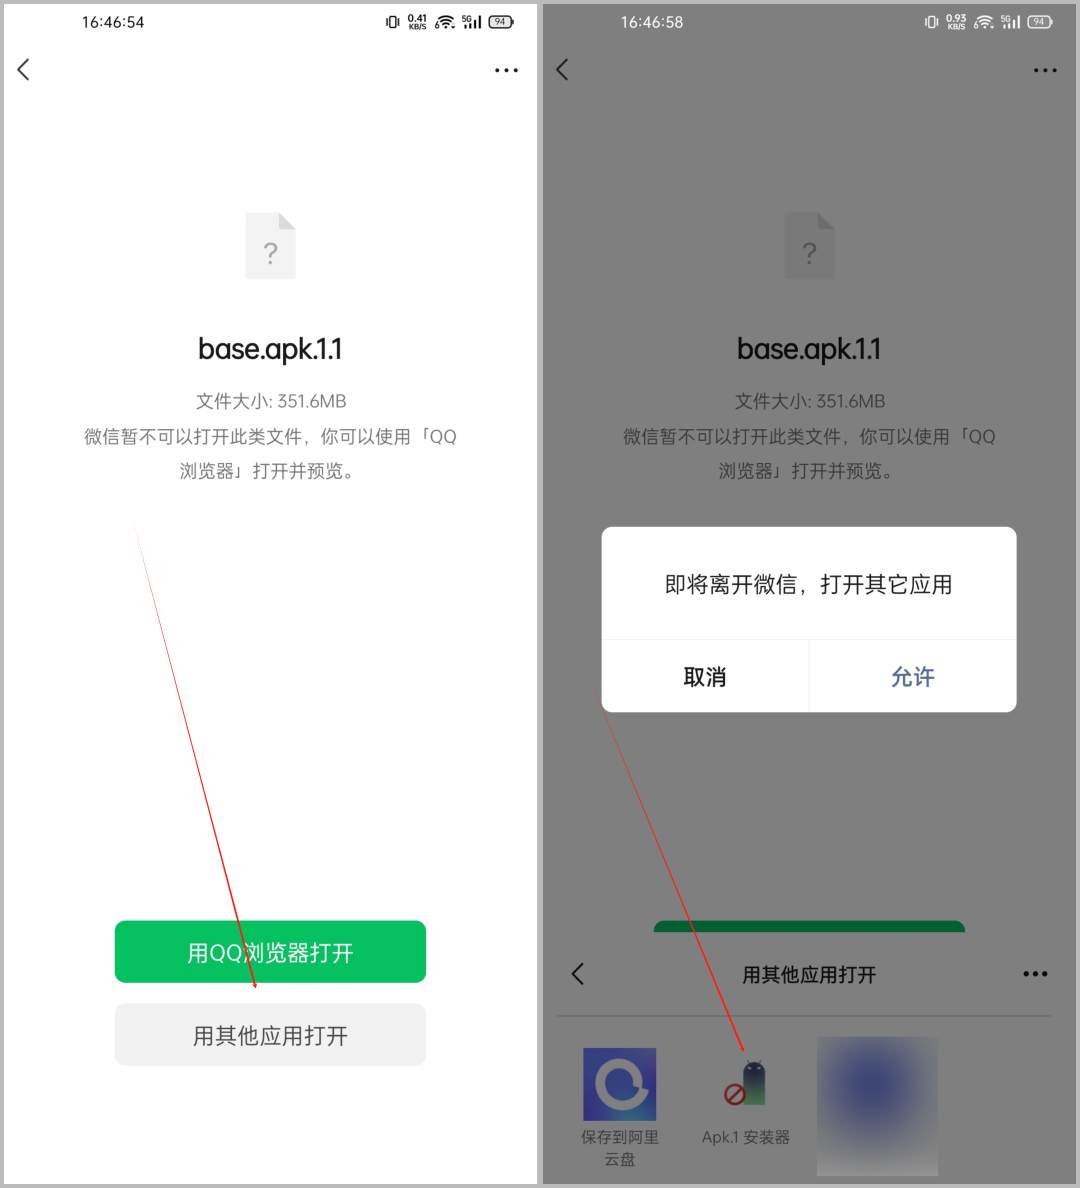 16:46:54
0.41
KB/S
6
5G
94
?
base.apk.1.1
文件大小: 351.6MB
微信暂不可以打开此类文件，你可以使用「QQ
浏览器」打开并预览。
用QQ浏览器打开
用其他应用打开
16:46:58
0.93
KB/S
6
5G
94
?
base.apk.1.1
文件大小: 351.6MB
微信暂不可以打开此类文件，你可以使用「QQ
浏览器」打开并预览。
即将离开微信，打开其它应用
取消
允许
用其他应用打开
保存到阿里
云盘
Apk.1 安装器